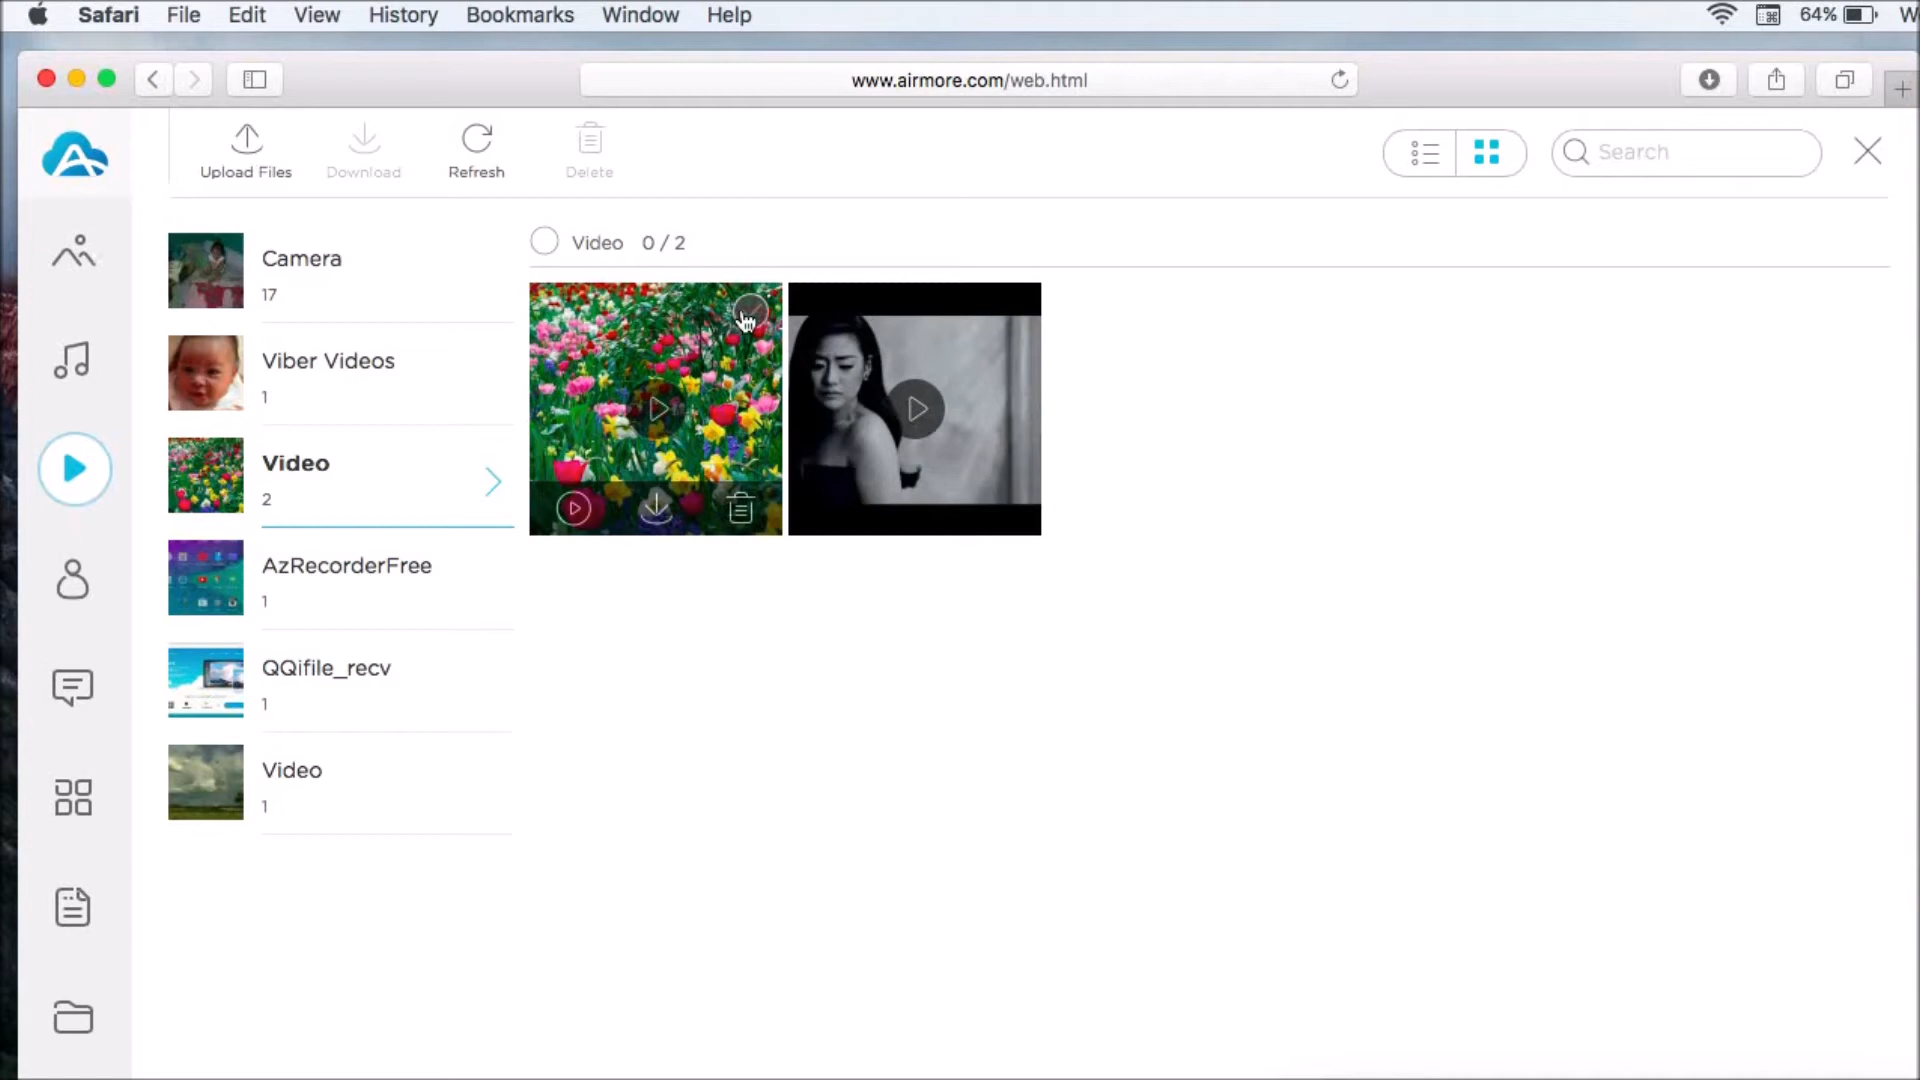 Safari File Edit View History Bookmarks Window Help 64% W
www.airmore.com/web.html
Upload Files Download Refresh Delete Search
Video 0 / 2
Camera
17
Viber Videos
1
Video
2
AzRecorderFree
1
QQifile_recv
1
Video
1